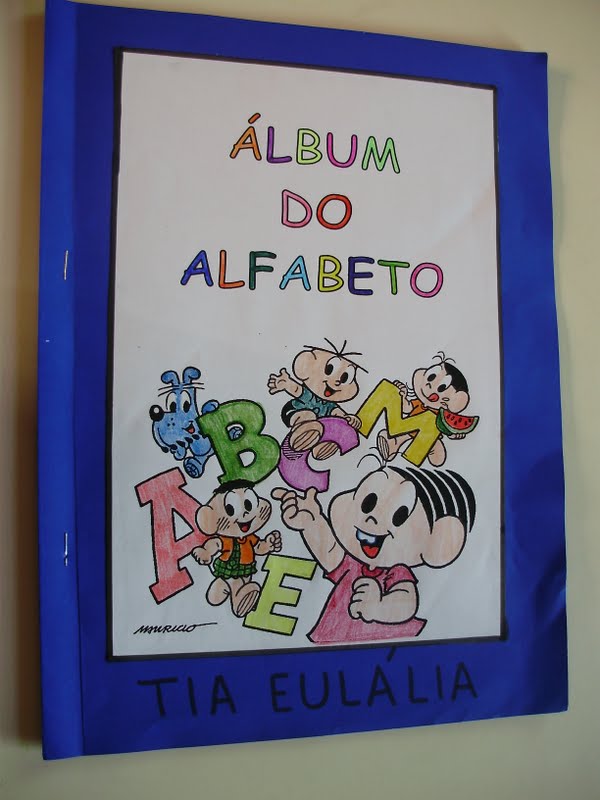 ÁLBUM
DO
ALFABETO
B C M
A E
MAURICIO
TIA EULÁLIA